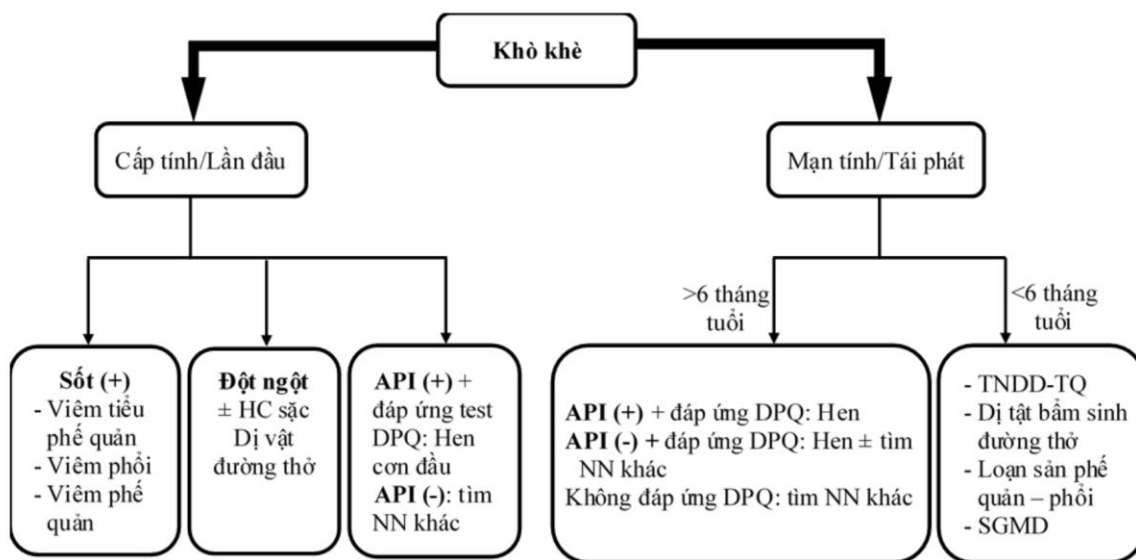 Khò khè
Cấp tính/Lần đầu
Mạn tính/Tái phát
>6 tháng
tuổi
<6 tháng
tuổi
Sốt (+)
- Viêm tiểu
phế quản
- Viêm phổi
- Viêm phế
quản
Đột ngột
± HC sặc
Dị vật
đường thở
API (+) +
đáp ứng test
DPQ: Hen
cơn đầu
API (-): tìm
NN khác
API (+) + đáp ứng DPQ: Hen
API (-) + đáp ứng DPQ: Hen ± tìm
NN khác
Không đáp ứng DPQ: tìm NN khác
- TNDD-TQ
- Dị tật bẩm sinh
đường thở
- Loạn sản phế
quản – phổi
- SGMD